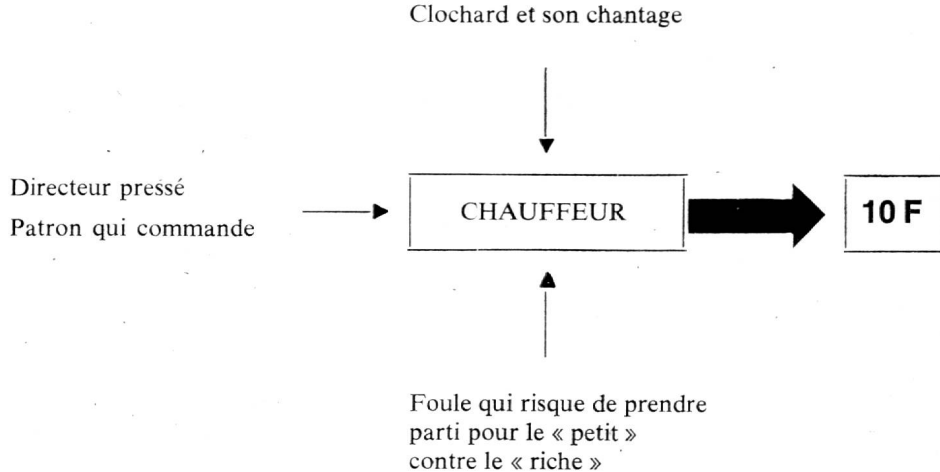 Clochard et son chantage
Directeur pressé
Patron qui commande
CHAUFFEUR
10 F
Foule qui risque de prendre
parti pour le « petit »
contre le « riche »